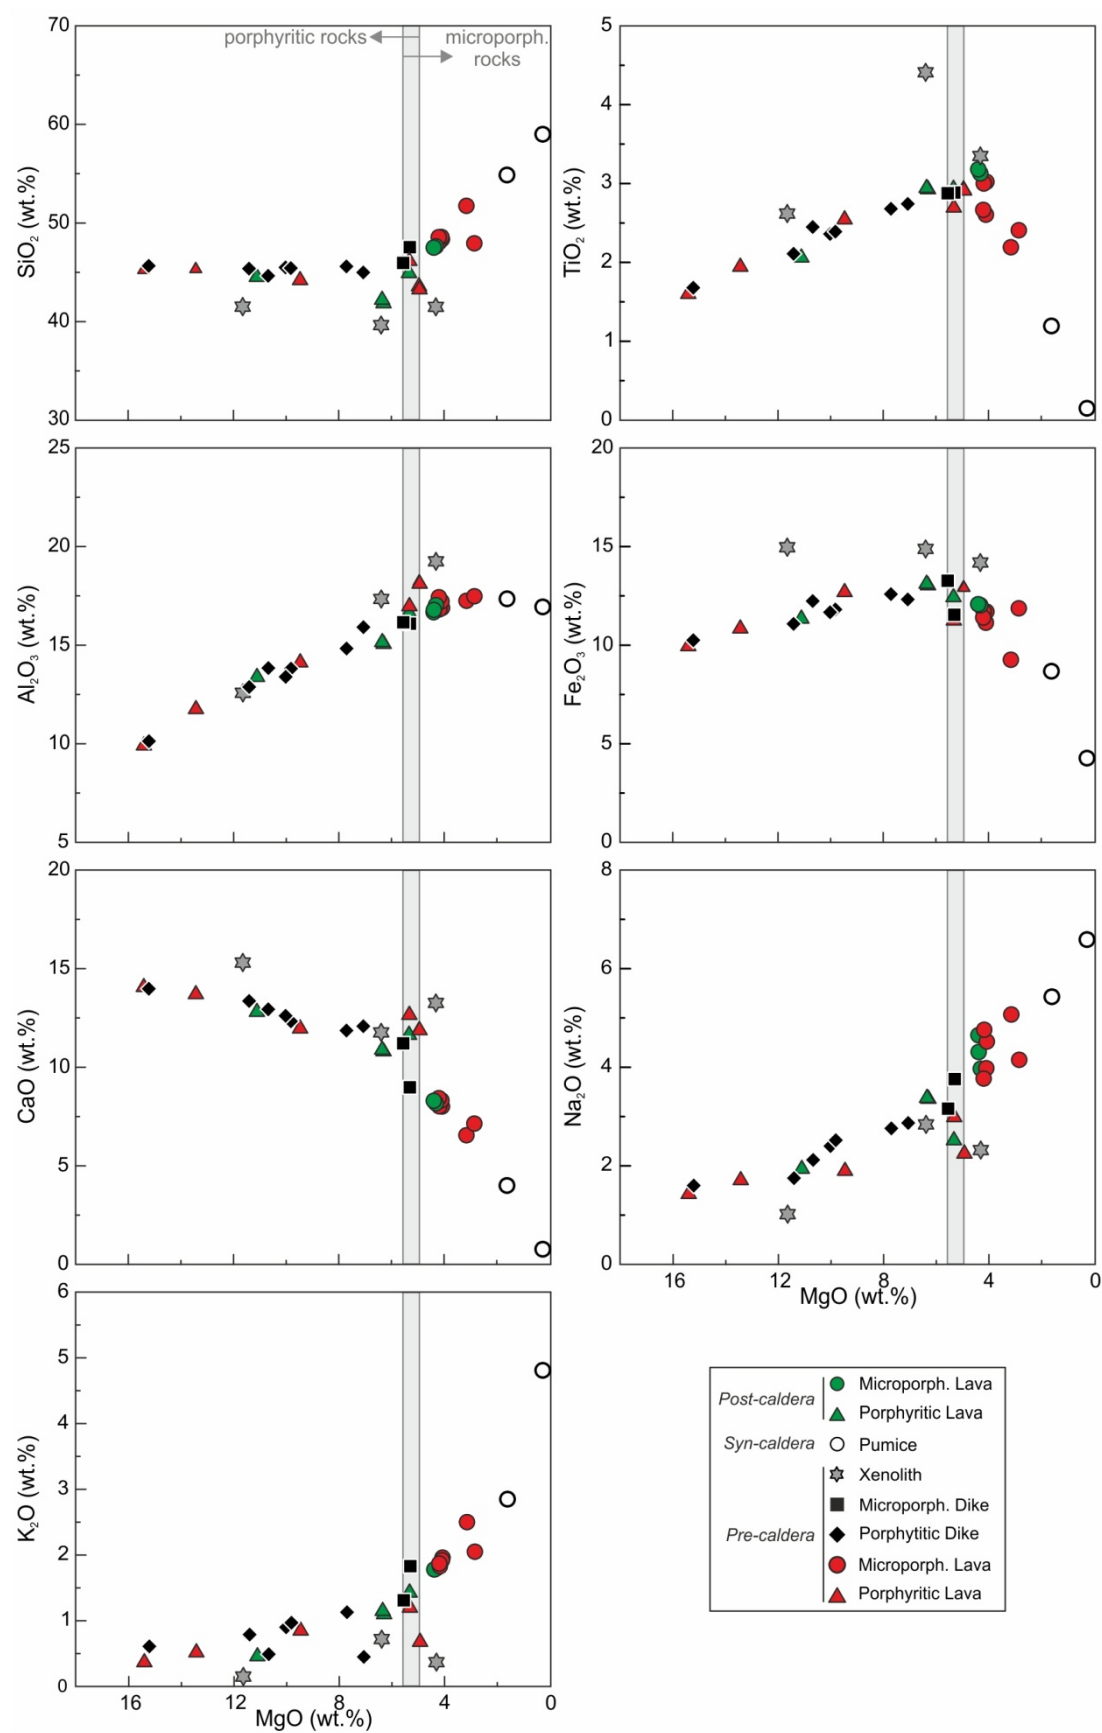 70
60
50
40
30
SiO₂ (wt.%)
porphyritic rocks
microporph.
rocks
5
4
3
2
1
0
TiO₂ (wt.%)
25
20
15
10
5
Al₂O₃ (wt.%)
20
15
10
5
0
Fe₂O₃ (wt.%)
20
15
10
5
0
CaO (wt.%)
8
6
4
2
0
Na₂O (wt.%)
16 12 8 4 0
MgO (wt.%)
6
5
4
3
2
1
0
K₂O (wt.%)
16 12 8 4 0
MgO (wt.%)
Post-caldera
Microporph. Lava
Porphyritic Lava
Syn-caldera
Pumice
Pre-caldera
Xenolith
Microporph. Dike
Porphytitic Dike
Microporph. Lava
Porphyritic Lava